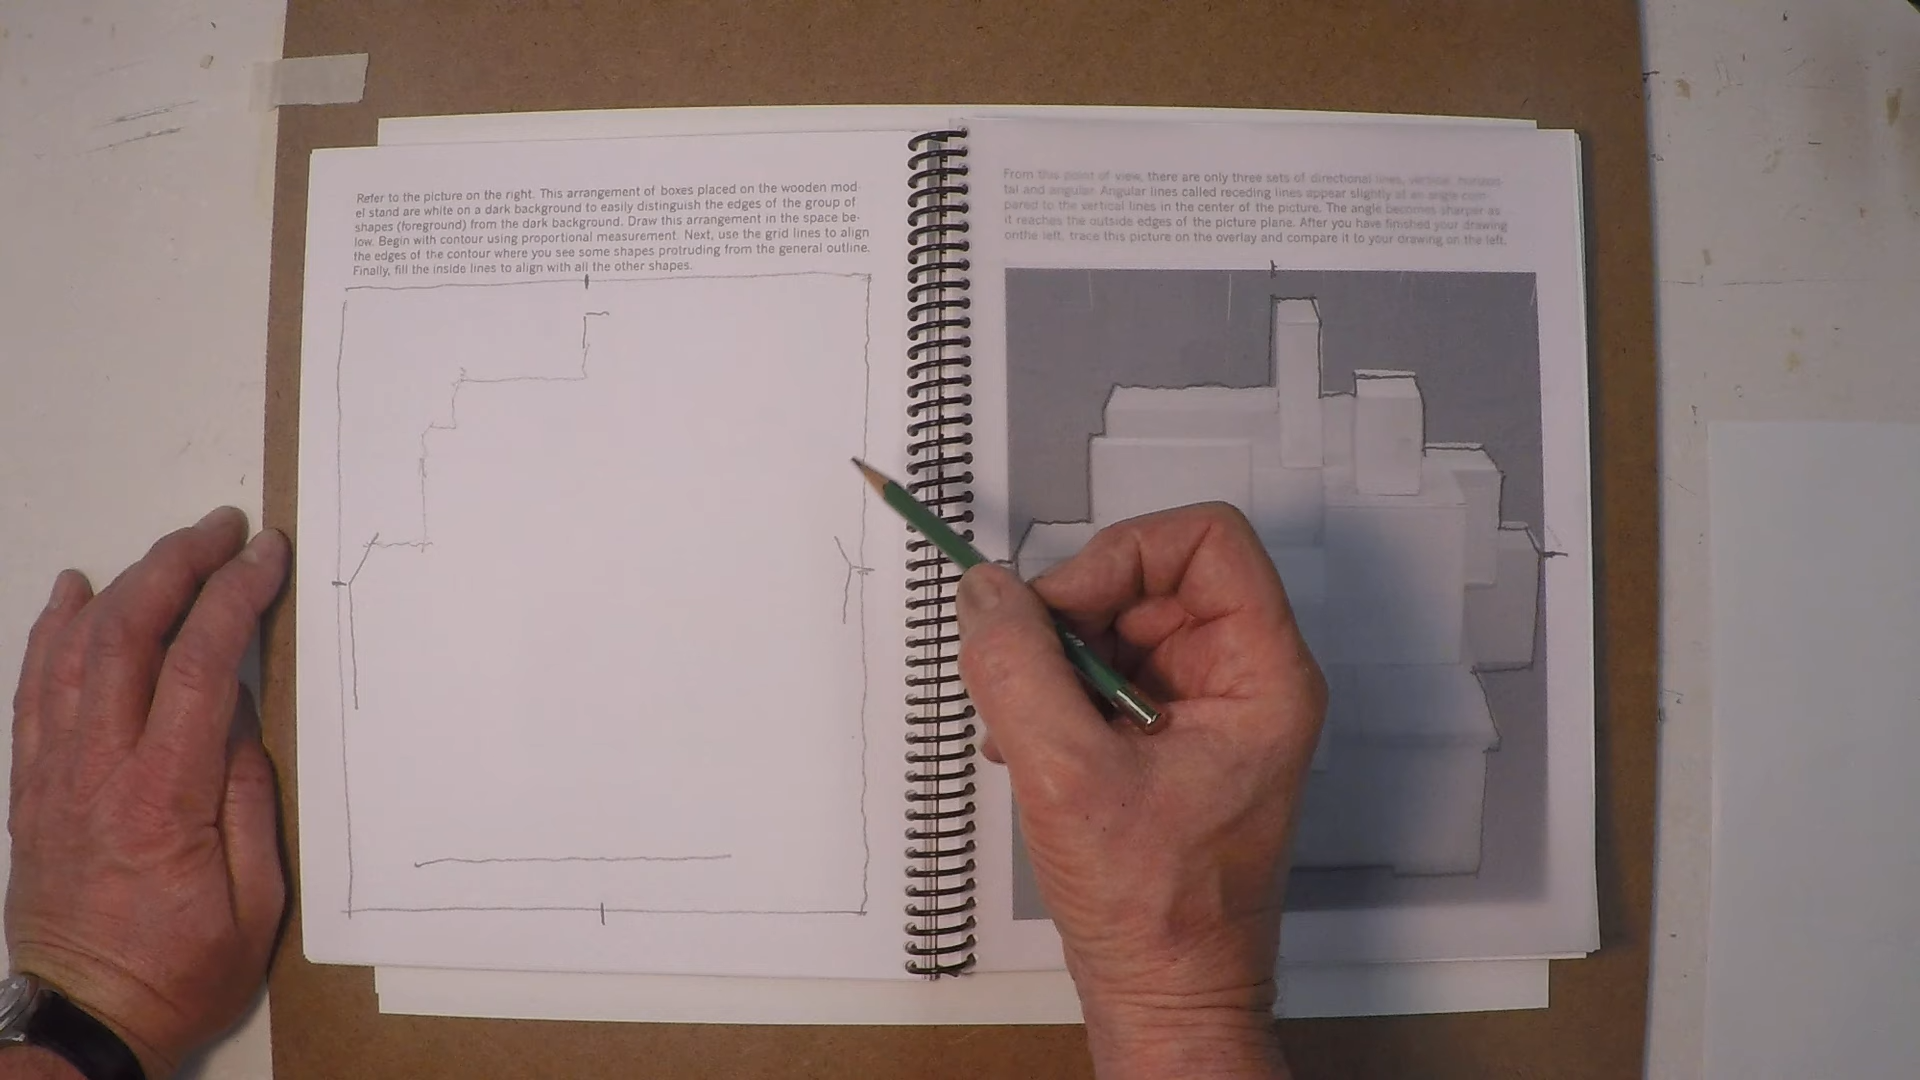 Refer to the picture on the right. This arrangement of boxes placed on the wooden mod
el stand are white on a dark background to easily distinguish the edges of the group of
shapes (foreground) from the dark background. Draw this arrangement in the space be-
low. Begin with contour using proportional measurement. Next, use the grid lines to align
the edges of the contour where you see some shapes protruding from the general outline.
Finally, fill the inside lines to align with all the other shapes.
From this point of view, there are only three sets of directional lines, vertical, horizon-
tal and angular. Angular lines called receding lines appear slightly at an angle com-
pared to the vertical lines in the center of the picture. The angle becomes sharper as
it reaches the outside edges of the picture plane. After you have finished your drawing
onthe left, trace this picture on the overlay and compare it to your drawing on the left.